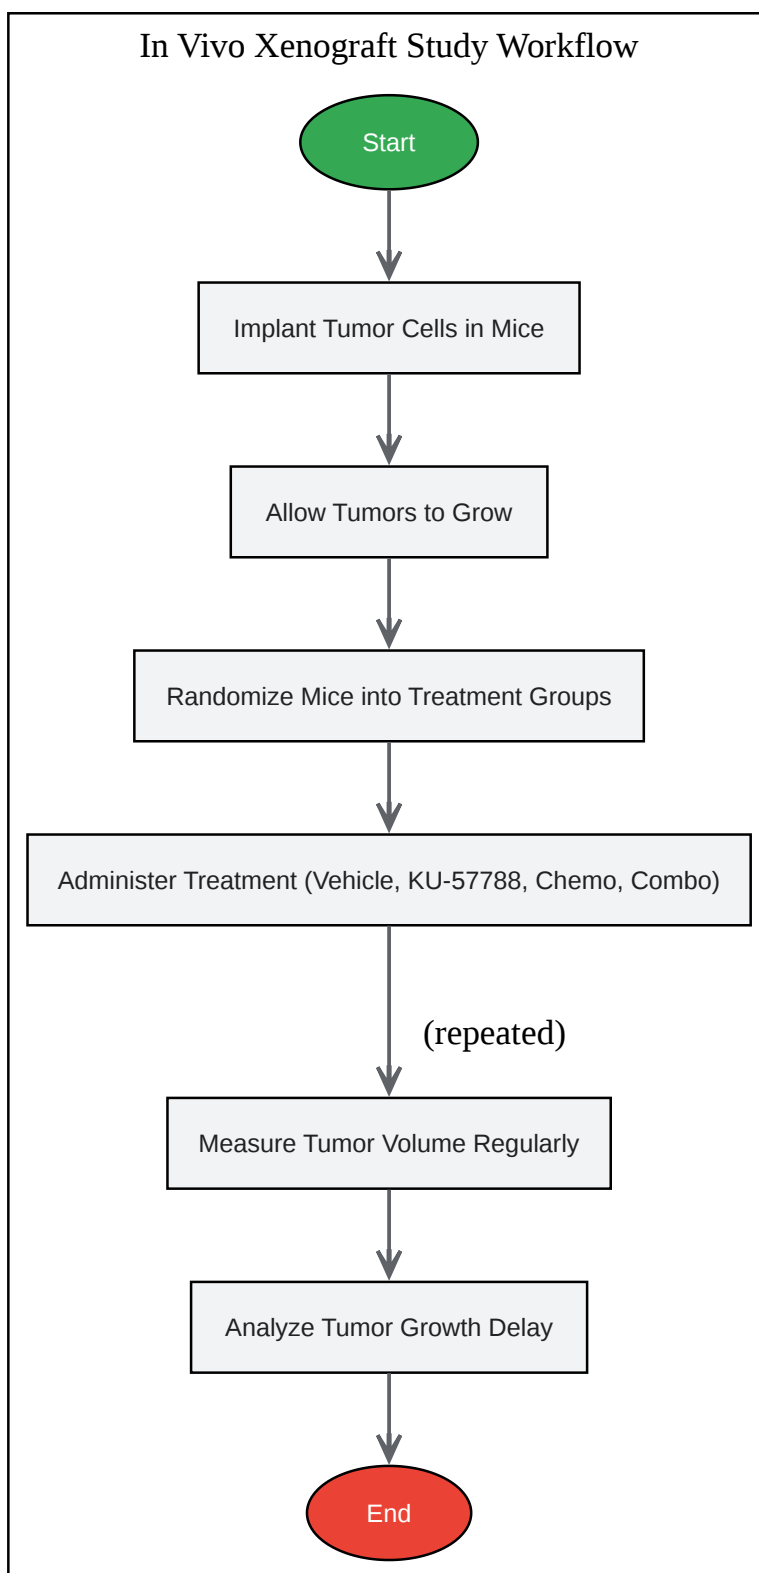 In Vivo Xenograft Study Workflow
Start
Implant Tumor Cells in Mice
Allow Tumors to Grow
Randomize Mice into Treatment Groups
Administer Treatment (Vehicle, KU-57788, Chemo, Combo)
(repeated)
Measure Tumor Volume Regularly
Analyze Tumor Growth Delay
End